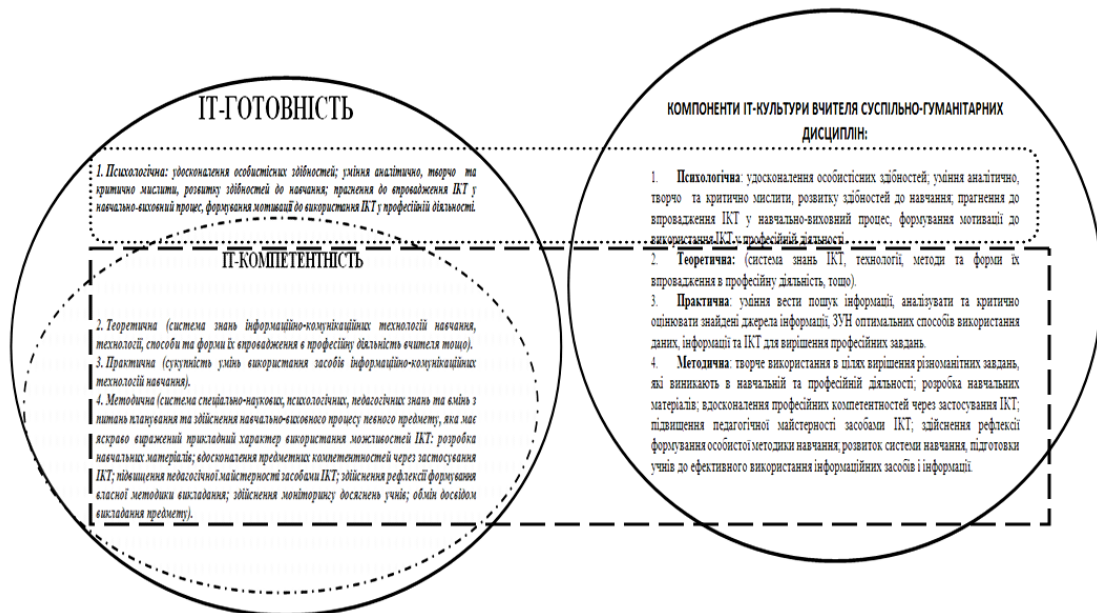 ІТ-ГОТОВНІСТЬ
1. Психологічна: удосконалення особистісних здібностей; уміння аналітично, творчо та
критично мислити, розвитку здібностей до навчання; прагнення до впровадження ІКТ у
навчально-виховний процес, формування мотивації до використання ІКТ у професійній діяльності.
ІТ-КОМПЕТЕНТНІСТЬ
2. Теоретична (система знань інформаційно-комунікаційних технологій навчання,
технології, способи та форми їх впровадження в професійну діяльність вчителя тощо).
3. Практична (сукупність умінь використання засобів інформаційно-комунікаційних
технологій навчання).
4. Методична (система спеціально-наукових, психологічних, педагогічних знань та вмінь з
питань планування та здійснення навчально-виховного процесу певного предмету, яка має
яскраво виражений прикладний характер використання можливостей ІКТ: розробка
навчальних матеріалів; вдосконалення предметних компетентностей через застосування
ІКТ; підвищення педагогічної майстерності засобами ІКТ; здійснення рефлексії формування
власної методики викладання; здійснення моніторингу досягнень учнів; обмін досвідом
викладання предмету).
КОМПОНЕНТИ ІТ-КУЛЬТУРИ ВЧИТЕЛЯ СУСПІЛЬНО-ГУМАНІТАРНИХ
ДИСЦИПЛІН:
1. Психологічна: удосконалення особистісних здібностей; уміння аналітично,
творчо та критично мислити, розвитку здібностей до навчання; прагнення до
впровадження ІКТ у навчально-виховний процес, формування мотивації до
використання ІКТ у професійній діяльності.
2. Теоретична: (система знань ІКТ, технології, методи та форми їх
впровадження в професійну діяльність, тощо).
3. Практична: уміння вести пошук інформації, аналізувати та критично
оцінювати знайдені джерела інформації, ЗУН оптимальних способів використання
даних, інформації та ІКТ для вирішення професійних завдань.
4. Методична: творче використання в цілях вирішення різноманітних завдань,
які виникають в навчальній та професійній діяльності; розробка навчальних
матеріалів; вдосконалення професійних компетентностей через застосування ІКТ;
підвищення педагогічної майстерності засобами ІКТ; здійснення рефлексії
формування особистої методики навчання; розвиток системи навчання, підготовки
учнів до ефективного використання інформаційних засобів і інформації.